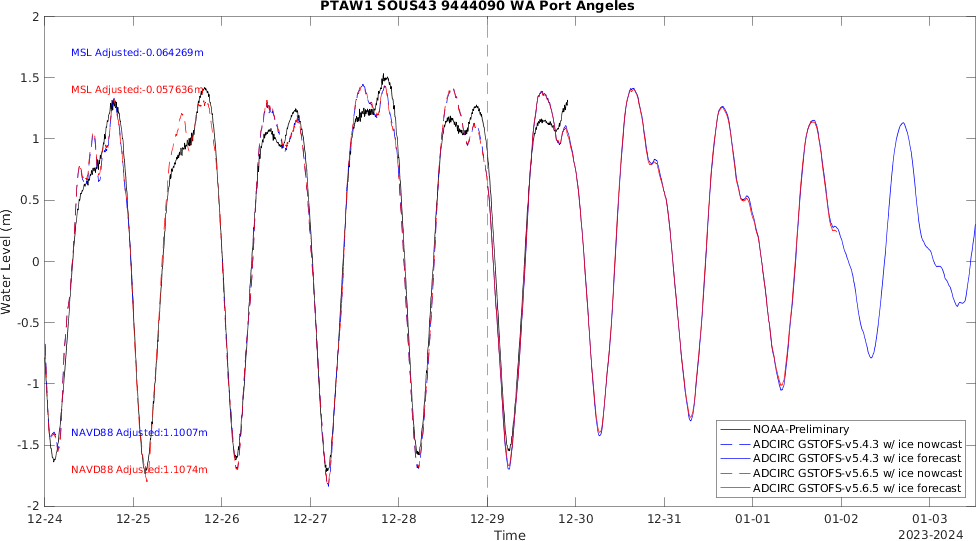 PTAW1 SOUS43 9444090 WA Port Angeles
2
MSL Adjusted:-0.064269m
1.5
MSL Adjusted:-0.057636m
1
0.5
0
-0.5
-1
-1.5
-2
Water Level (m)
NAVD88 Adjusted:1.1007m
NAVD88 Adjusted:1.1074m
NOAA-Preliminary
ADCIRC GSTOFS-v5.4.3 w/ ice nowcast
ADCIRC GSTOFS-v5.4.3 w/ ice forecast
ADCIRC GSTOFS-v5.6.5 w/ ice nowcast
ADCIRC GSTOFS-v5.6.5 w/ ice forecast
12-24 12-25 12-26 12-27 12-28 12-29 12-30 12-31 01-01 01-02 01-03
Time
2023-2024